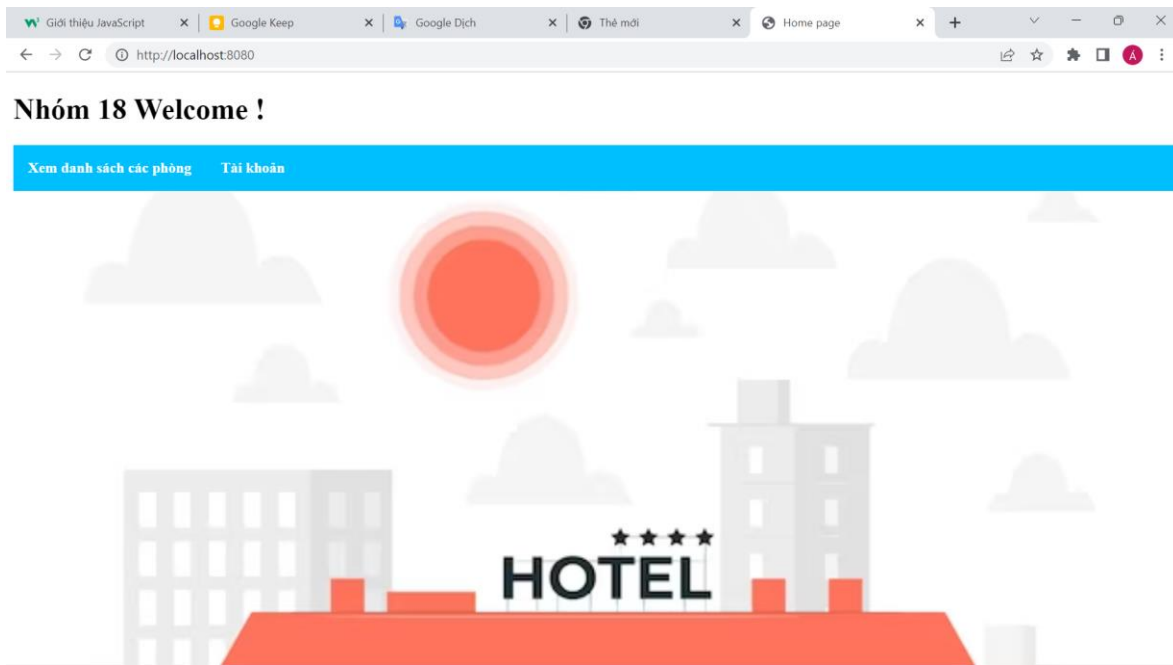 Giới thiệu JavaScript
Google Keep
Google Dịch
Thẻ mới
Home page
http://localhost:8080
Á
Nhóm 18 Welcome !
Xem danh sách các phòng Tài khoản
HOTEL